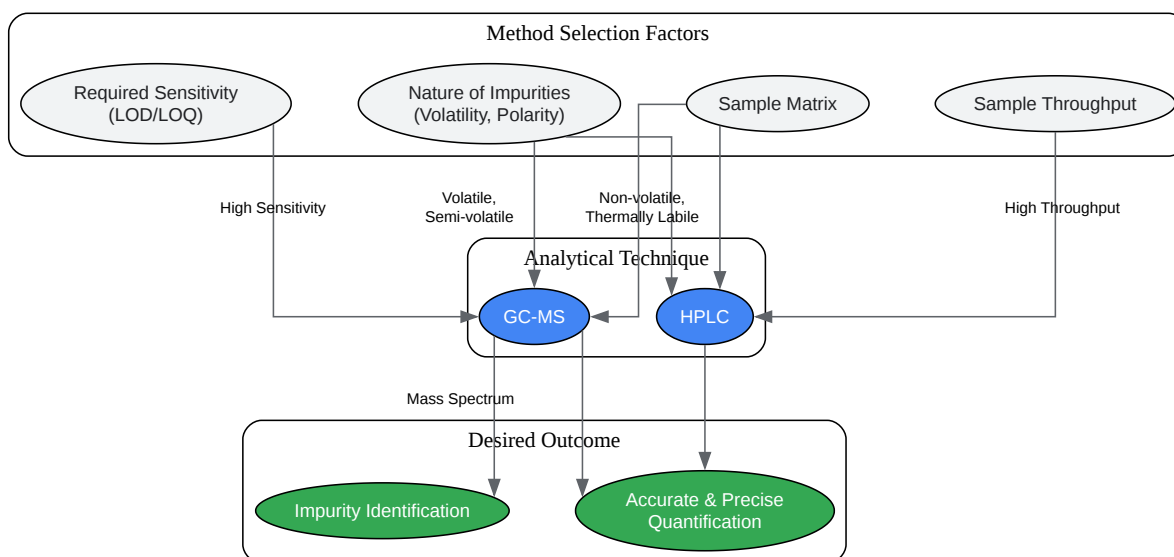 Method Selection Factors
Required Sensitivity
(LOD/LOQ)
Nature of Impurities
(Volatility, Polarity)
Sample Matrix
Sample Throughput
High Sensitivity
Volatile,
Semi-volatile
Non-volatile,
Thermally Labile
High Throughput
Analytical Technique
GC-MS
HPLC
Mass Spectrum
Desired Outcome
Impurity Identification
Accurate & Precise
Quantification